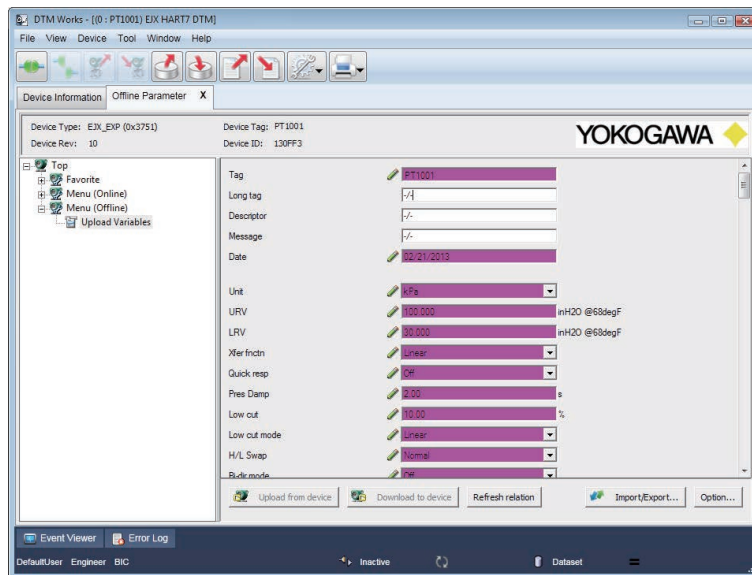 DTM Works - [(0 : PT1001) EJX HART7 DTM]
File View Device Tool Window Help
Device Information Offline Parameter X
Device Type: EJX_EXP (0x3751) Device Tag: PT1001
Device Rev: 10 Device ID: 130FF3
YOKOGAWA
Top
Favorite
Menu (Online)
Menu (Offline)
Upload Variables
Tag PT1001
Long tag -/-
Descriptor -/-
Message -/-
Date 02/21/2013
Unit kPa
URV 100.000 inH2O @68degF
LRV 30.000 inH2O @68degF
Xfer fnctn Linear
Quick resp Off
Pres Damp 2.00 s
Low cut 10.00 %
Low cut mode Linear
H/L Swap Normal
Bi-dir mode Off
Upload from device Download to device Refresh relation Import/Export... Option...
Event Viewer Error Log
DefaultUser Engineer BIC Inactive Dataset